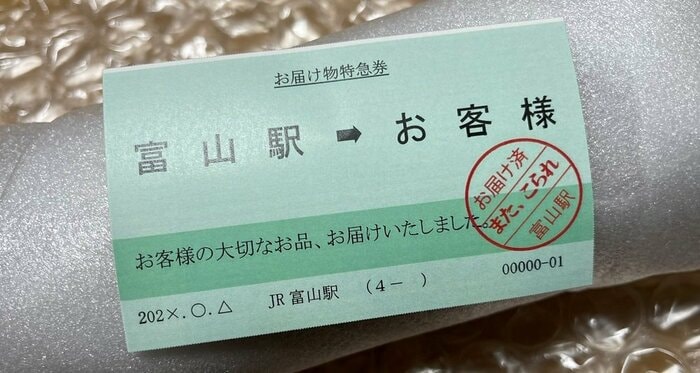 お届け物特急券
富山駅 ➡ お客様
お届け済
また、こられ
富山駅
お客様の大切なお品、お届けいたしました。
202×.○.△ JR富山駅 （4－ ） 00000-01